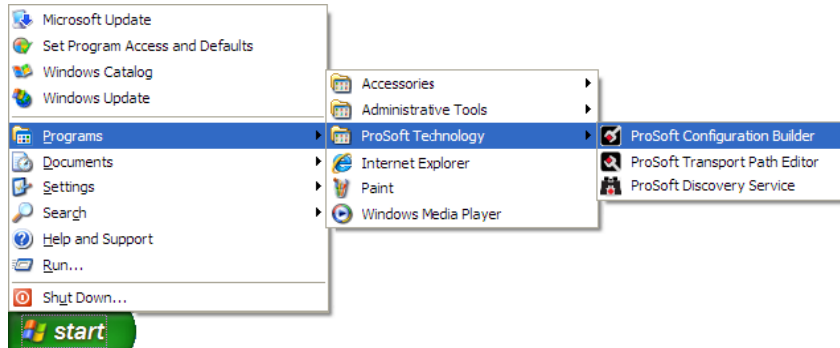 Microsoft Update
Set Program Access and Defaults
Windows Catalog
Windows Update
Programs
Documents
Settings
Search
Help and Support
Run...
Shut Down...
start
Accessories
Administrative Tools
ProSoft Technology
Internet Explorer
Paint
Windows Media Player
ProSoft Configuration Builder
ProSoft Transport Path Editor
ProSoft Discovery Service